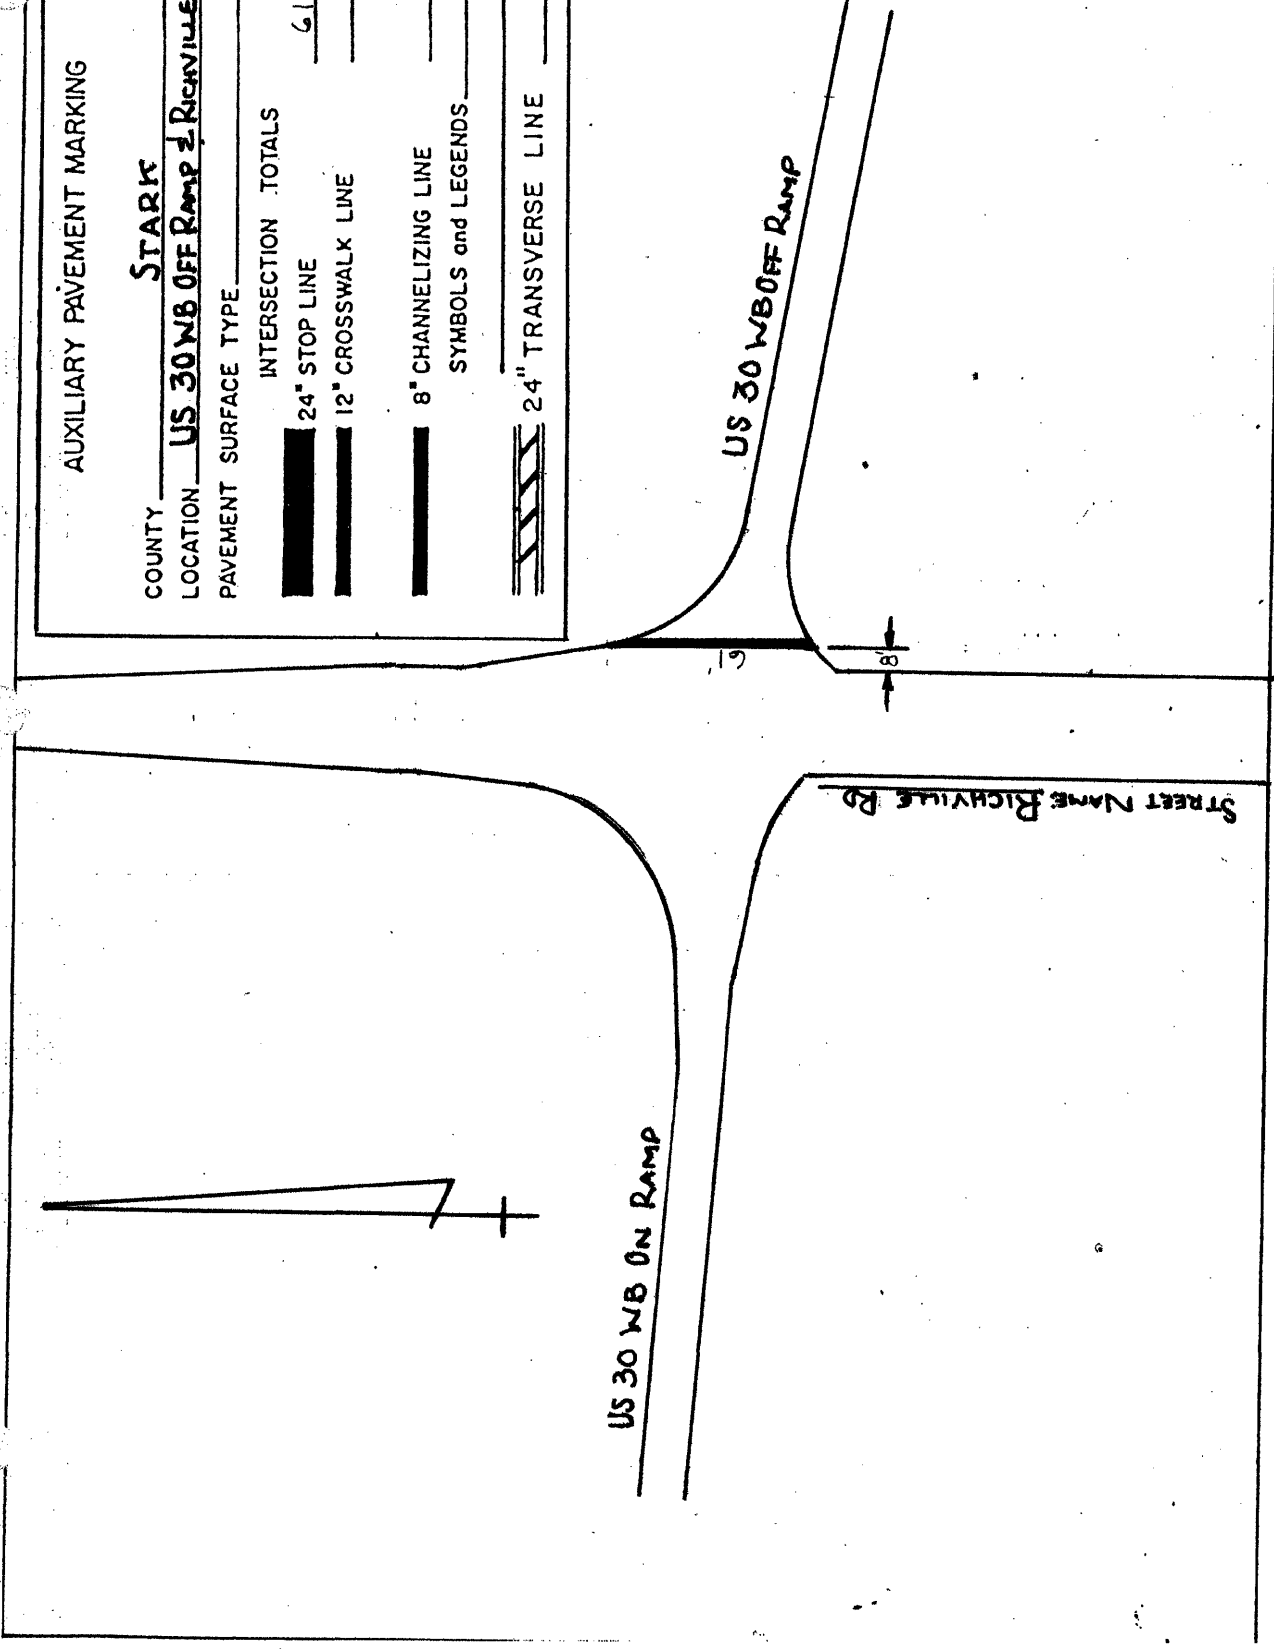 AUXILIARY PAVEMENT MARKING
COUNTY STARK
LOCATION US 30 WB OFF RAMP & RICHVILLE
PAVEMENT SURFACE TYPE
INTERSECTION TOTALS
24" STOP LINE 61
12" CROSSWALK LINE
8" CHANNELIZING LINE
SYMBOLS and LEGENDS
24" TRANSVERSE LINE
US 30 WB OFF RAMP
61'
8'
STREET NAME RICHVILLE RD
US 30 WB ON RAMP